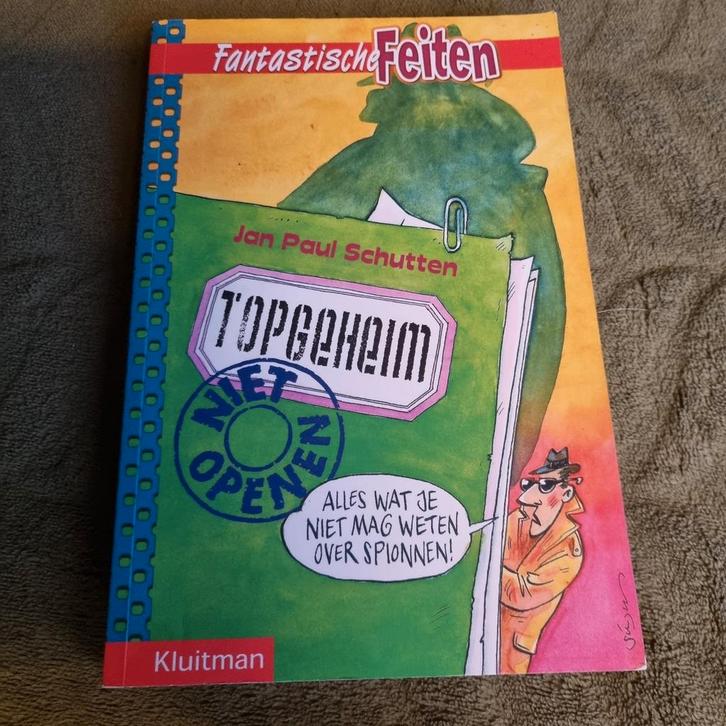 Fantastische Feiten
Jan Paul Schutten
TOPGEHEIM
NIET
OPENEN
ALLES WAT JE
NIET MAG WETEN
OVER SPIONNEN!
Kluitman